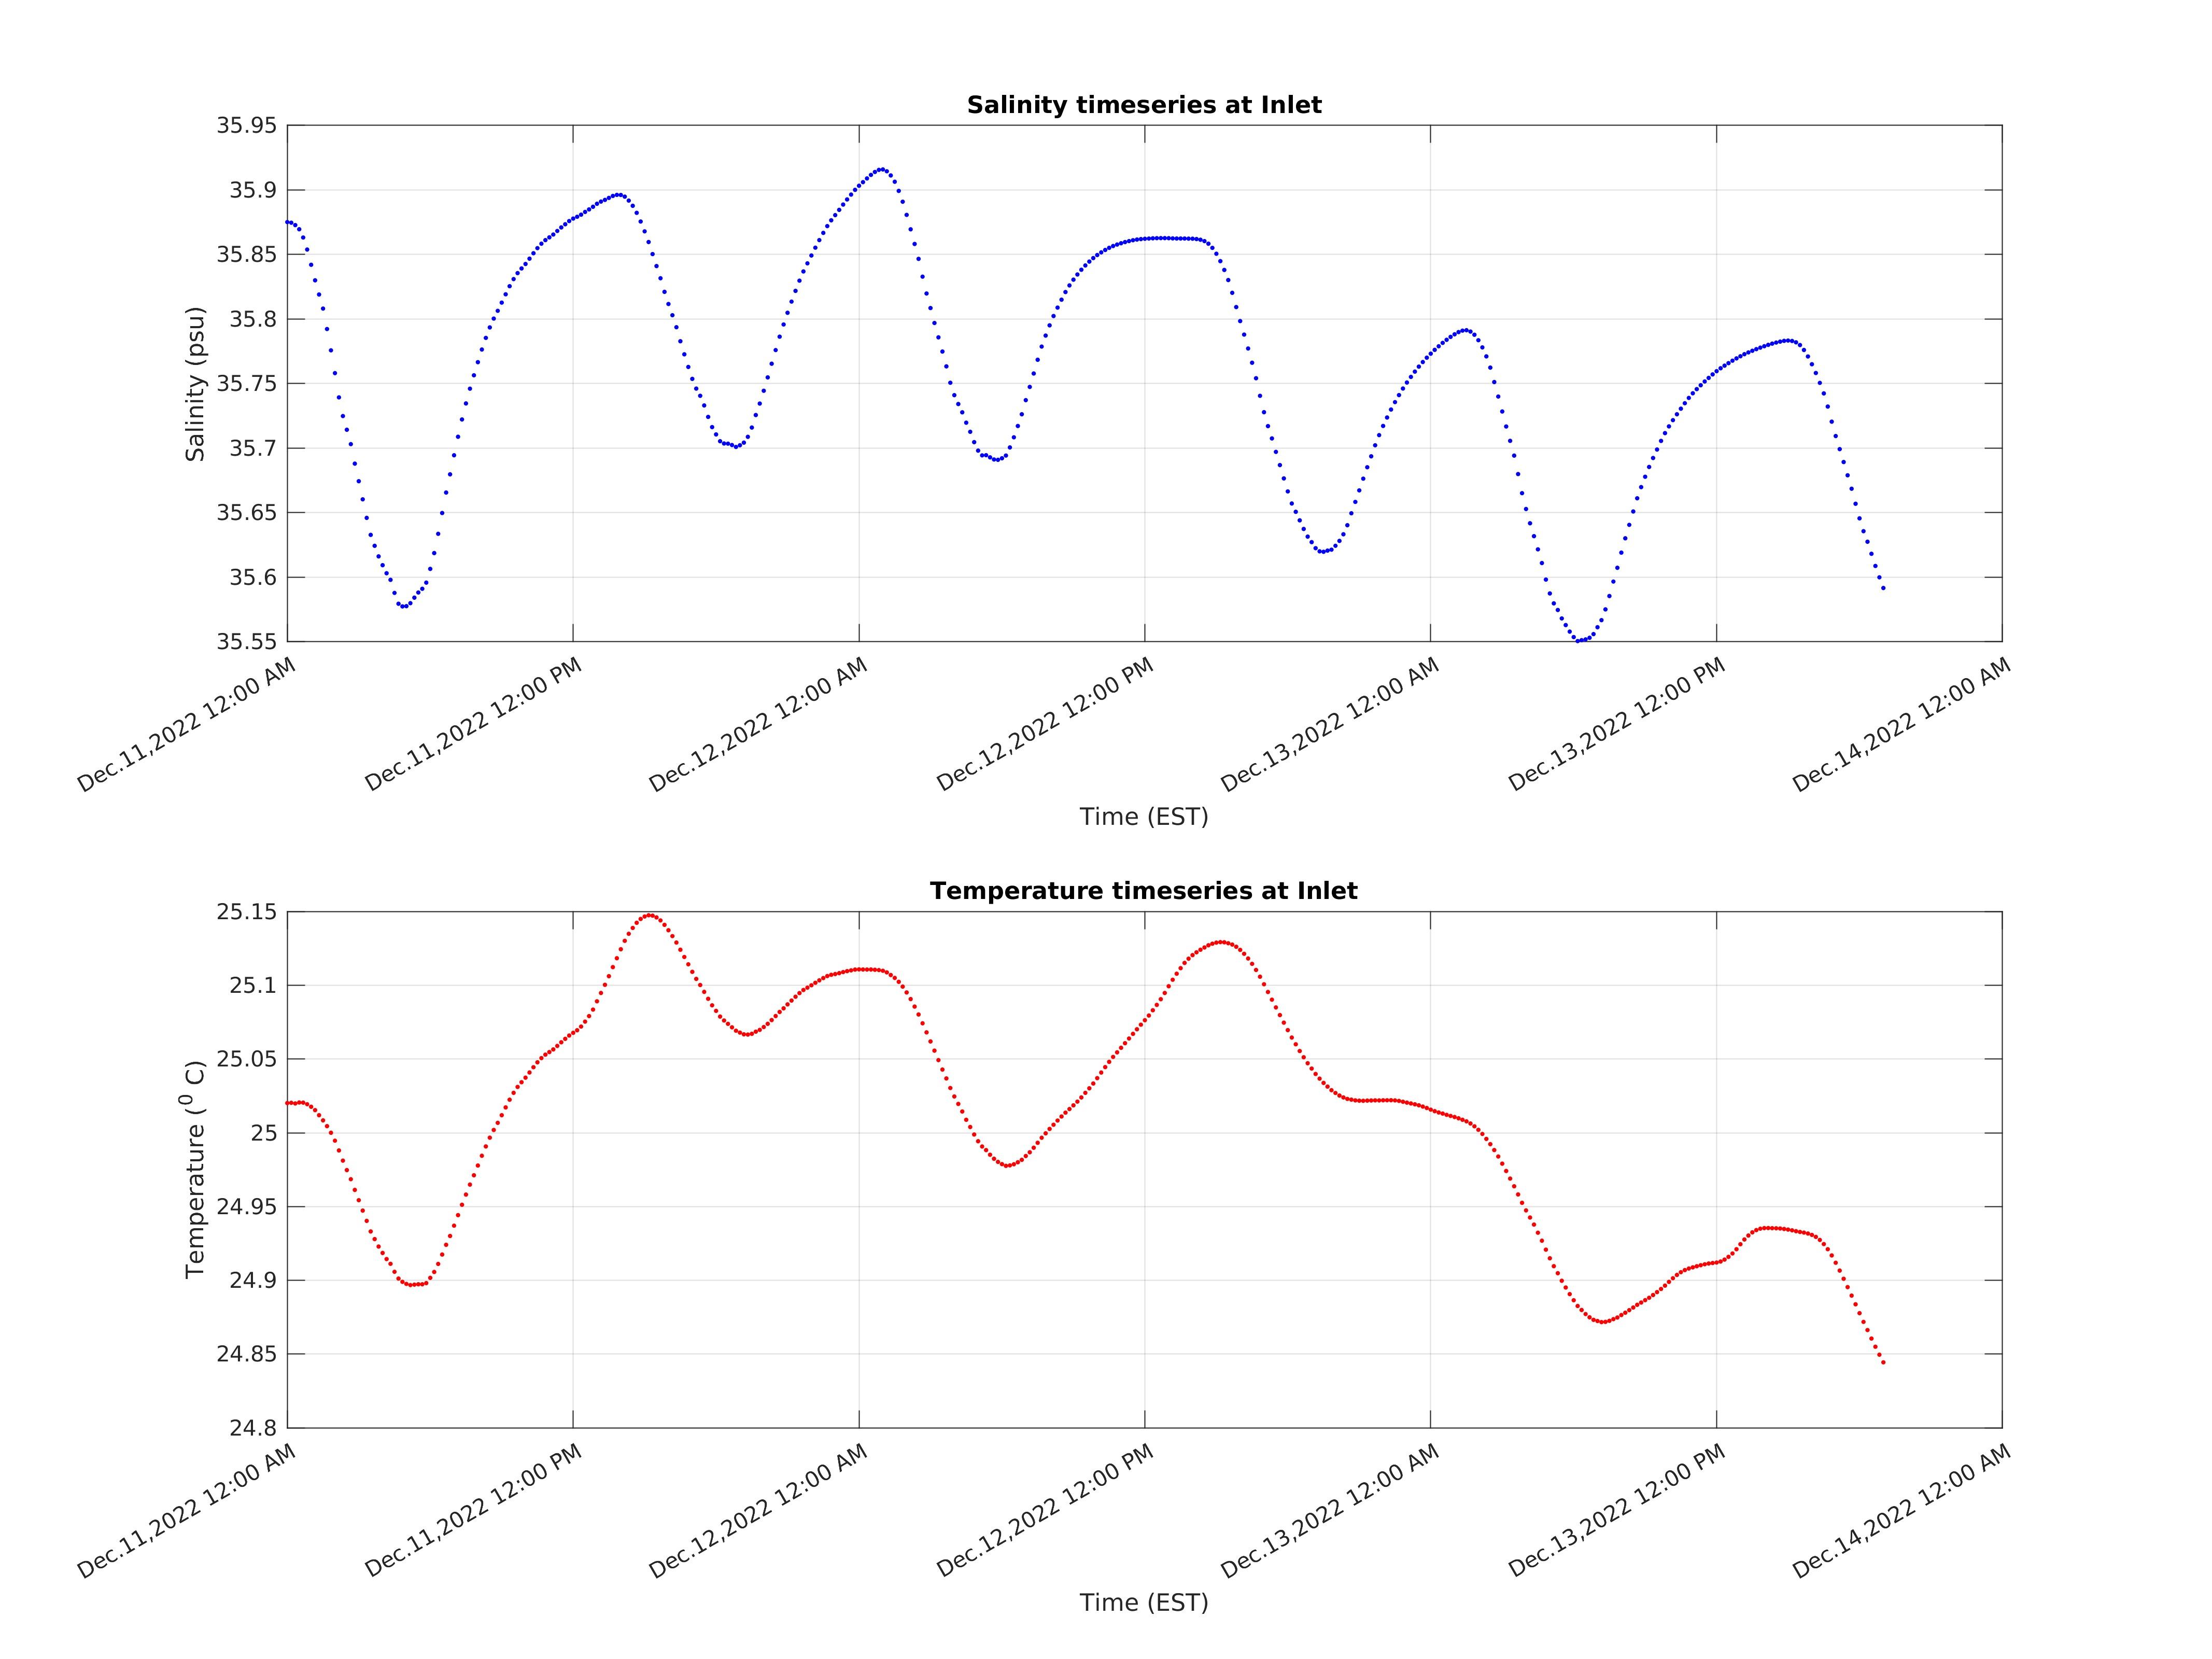 Salinity timeseries at Inlet
35.95
35.9
35.85
35.8
35.75
35.7
35.65
35.6
35.55
Salinity (psu)
Dec.11,2022 12:00 AM
Dec.11,2022 12:00 PM
Dec.12,2022 12:00 AM
Dec.12,2022 12:00 PM
Dec.13,2022 12:00 AM
Dec.13,2022 12:00 PM
Dec.14,2022 12:00 AM
Time (EST)
Temperature timeseries at Inlet
25.15
25.1
25.05
25
24.95
24.9
24.85
24.8
Temperature (⁰ C)
Dec.11,2022 12:00 AM
Dec.11,2022 12:00 PM
Dec.12,2022 12:00 AM
Dec.12,2022 12:00 PM
Dec.13,2022 12:00 AM
Dec.13,2022 12:00 PM
Dec.14,2022 12:00 AM
Time (EST)